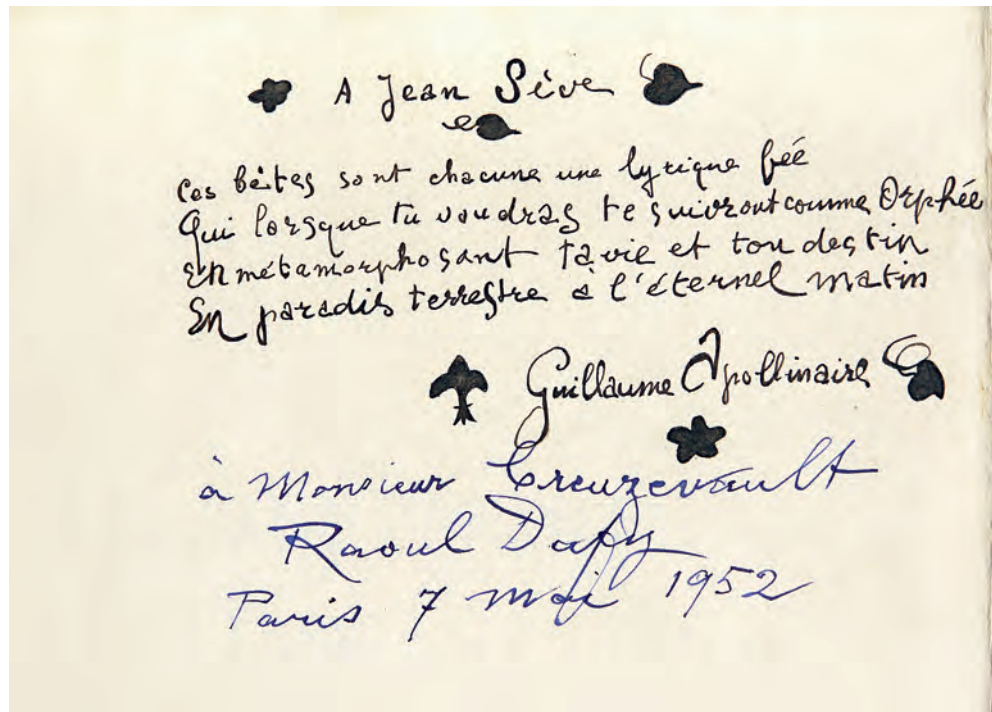 A Jean Sève
Ces bêtes sont chacune une lyrique fée
Qui lorsque tu voudras te suivront comme Orphée
En métamorphosant ta vie et ton destin
En paradis terrestre à l'éternel matin
Guillaume Apollinaire
à Monsieur Creuzevault
Raoul Dufy
Paris 7 mai 1952